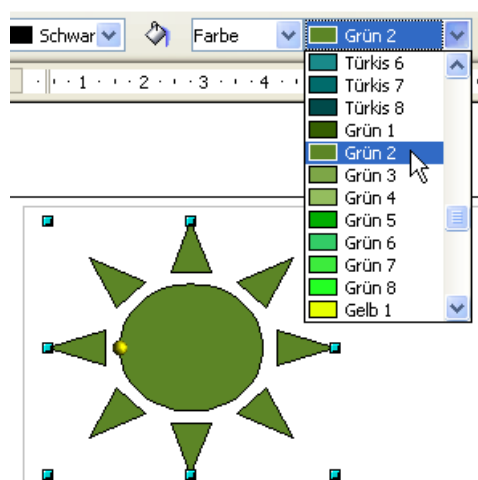 Schwar Farbe Grün 2
1 2 3 4
Türkis 6
Türkis 7
Türkis 8
Grün 1
Grün 2
Grün 3
Grün 4
Grün 5
Grün 6
Grün 7
Grün 8
Gelb 1